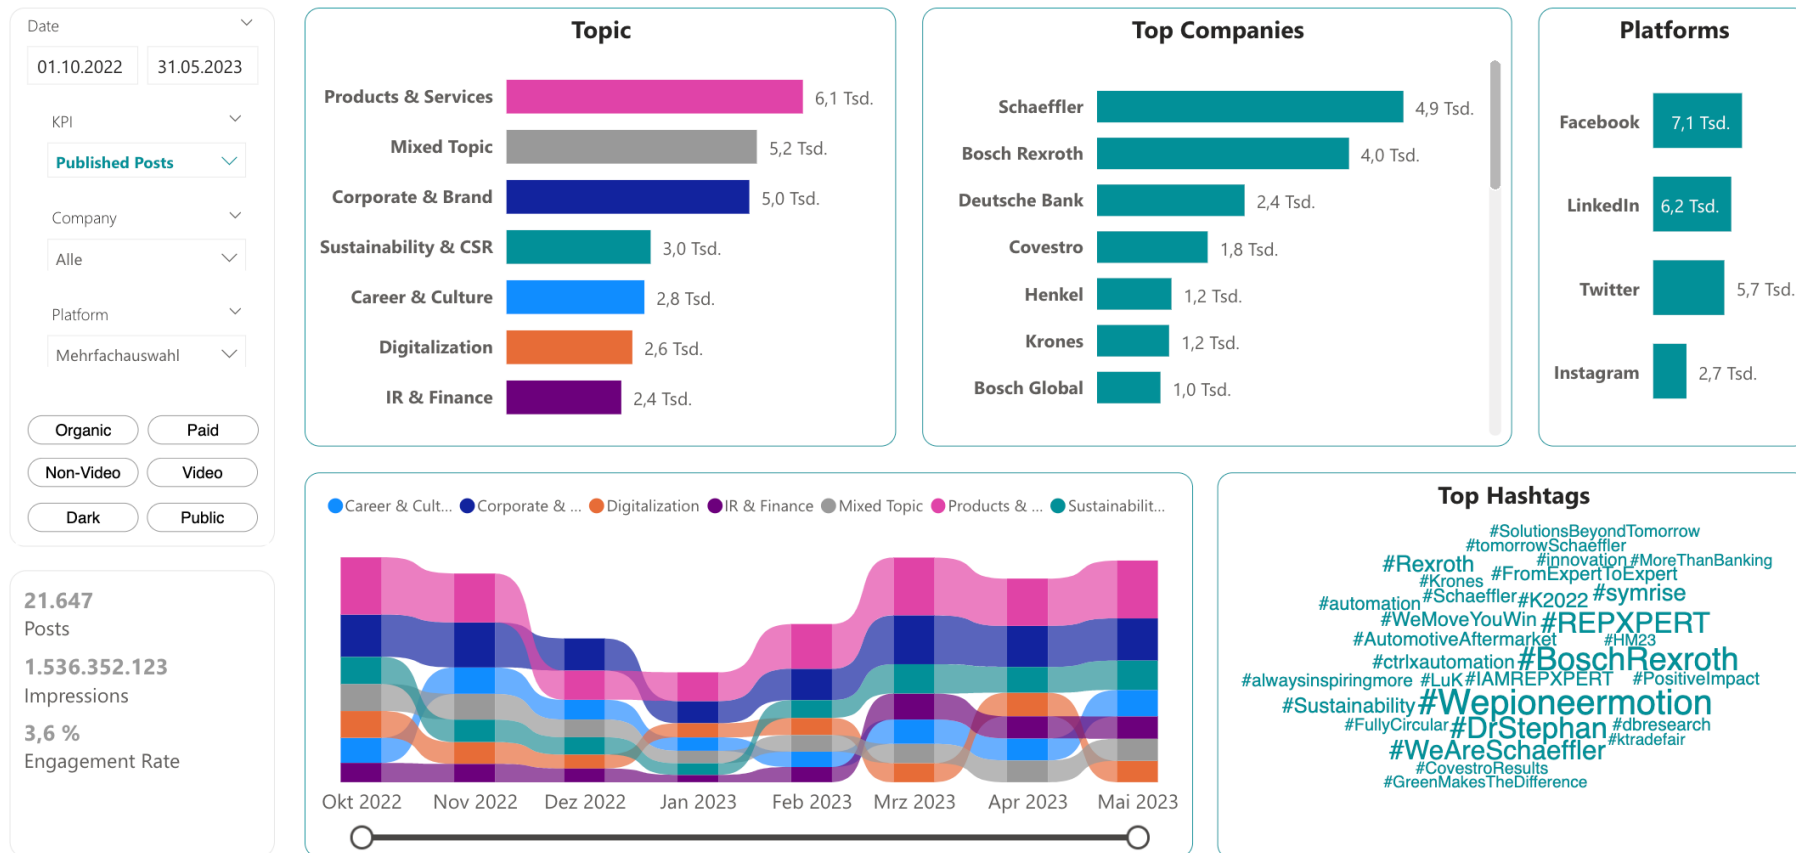 Date
01.10.2022 31.05.2023
KPI
Published Posts
Company
Alle
Platform
Mehrfachauswahl
Organic Paid
Non-Video Video
Dark Public
21.647
Posts
1.536.352.123
Impressions
3,6 %
Engagement Rate
Topic
Products & Services 6,1 Tsd.
Mixed Topic 5,2 Tsd.
Corporate & Brand 5,0 Tsd.
Sustainability & CSR 3,0 Tsd.
Career & Culture 2,8 Tsd.
Digitalization 2,6 Tsd.
IR & Finance 2,4 Tsd.
Top Companies
Schaeffler 4,9 Tsd.
Bosch Rexroth 4,0 Tsd.
Deutsche Bank 2,4 Tsd.
Covestro 1,8 Tsd.
Henkel 1,2 Tsd.
Krones 1,2 Tsd.
Bosch Global 1,0 Tsd.
Platforms
Facebook 7,1 Tsd.
LinkedIn 6,2 Tsd.
Twitter 5,7 Tsd.
Instagram 2,7 Tsd.
Career & Cult... Corporate & ... Digitalization IR & Finance Mixed Topic Products & ... Sustainabilit...
Okt 2022 Nov 2022 Dez 2022 Jan 2023 Feb 2023 Mrz 2023 Apr 2023 Mai 2023
Top Hashtags
#SolutionsBeyondTomorrow
#tomorrowSchaeffler
#Rexroth #innovation #MoreThanBanking
#Krones #FromExpertToExpert
#automation #Schaeffler #K2022 #symrise
#WeMoveYouWin #REPXPERT
#AutomotiveAftermarket #HM23
#ctrlxautomation #BoschRexroth
#alwaysinspiringmore #LuK #IAMREPXPERT #PositiveImpact
#Sustainability #Wepioneermotion
#FullyCircular #DrStephan #dbresearch
#WeAreSchaeffler #ktradefair
#CovestroResults
#GreenMakesTheDifference